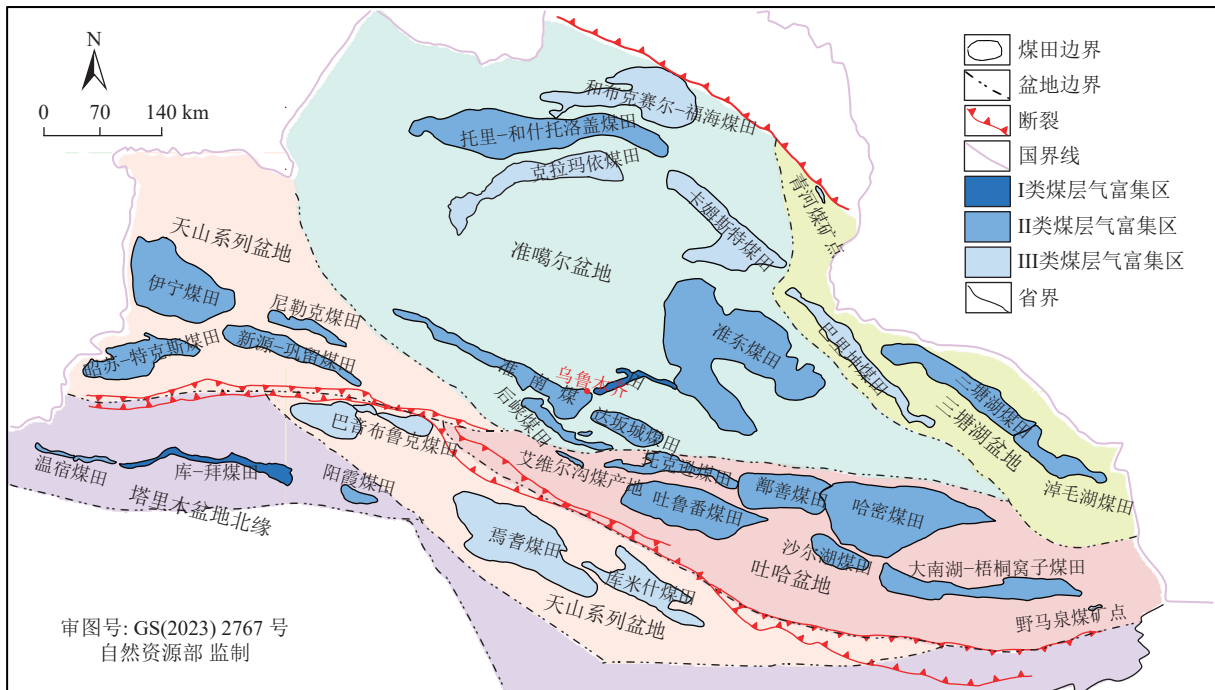 N
0 70 140 km
煤田边界
盆地边界
断裂
国界线
I类煤层气富集区
II类煤层气富集区
III类煤层气富集区
省界
和布克赛尔-福海煤田
托里-和什托洛盖煤田
克拉玛依煤田
青河煤矿点
卡姆斯特煤田
天山系列盆地
准噶尔盆地
伊宁煤田
尼勒克煤田
昭苏-特克斯煤田
新源-巩留煤田
准东煤田
巴里坤煤田
三塘湖煤田
三塘湖盆地
淖毛湖煤田
准南煤田
乌鲁木齐
后峡煤田
达坂城煤田
巴音布鲁克煤田
艾维尔沟煤产地
托克逊煤田
温宿煤田
库-拜煤田
阳霞煤田
塔里木盆地北缘
吐鲁番煤田
鄯善煤田
哈密煤田
焉耆煤田
沙尔湖煤田
大南湖-梧桐窝子煤田
吐哈盆地
库米什煤田
天山系列盆地
野马泉煤矿点
审图号: GS(2023) 2767 号
自然资源部 监制